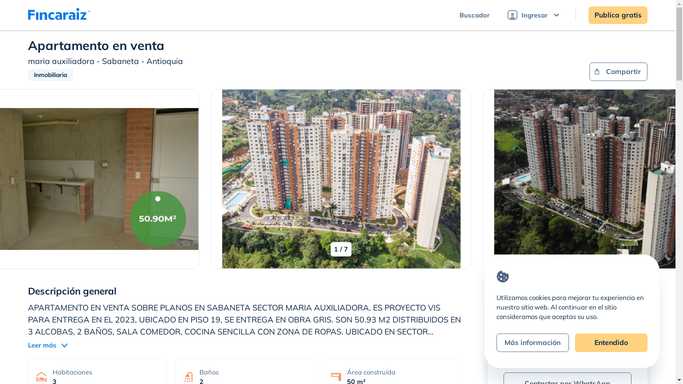 Fincaraiz
Buscador
Ingresar
Publica gratis
Apartamento en venta
maria auxiliadora - Sabaneta - Antioquia
Inmobiliaria
Compartir
50.90M²
1 / 7
Descripción general
APARTAMENTO EN VENTA SOBRE PLANOS EN SABANETA SECTOR MARIA AUXILIADORA, ES PROYECTO VIS
PARA ENTREGA EN EL 2023, UBICADO EN PISO 19, SE ENTREGA EN OBRA GRIS. SON 50,93 M2 DISTRIBUIDOS EN
3 ALCOBAS, 2 BAÑOS, SALA COMEDOR, COCINA SENCILLA CON ZONA DE ROPAS. UBICADO EN SECTOR...
Leer más
Habitaciones
3
Baños
2
Área construida
50 m²
Utilizamos cookies para mejorar tu experiencia en
nuestro sitio web. Al continuar en el sitio
consideramos que aceptas su uso.
Más información
Entendido
Contactar por WhatsApp